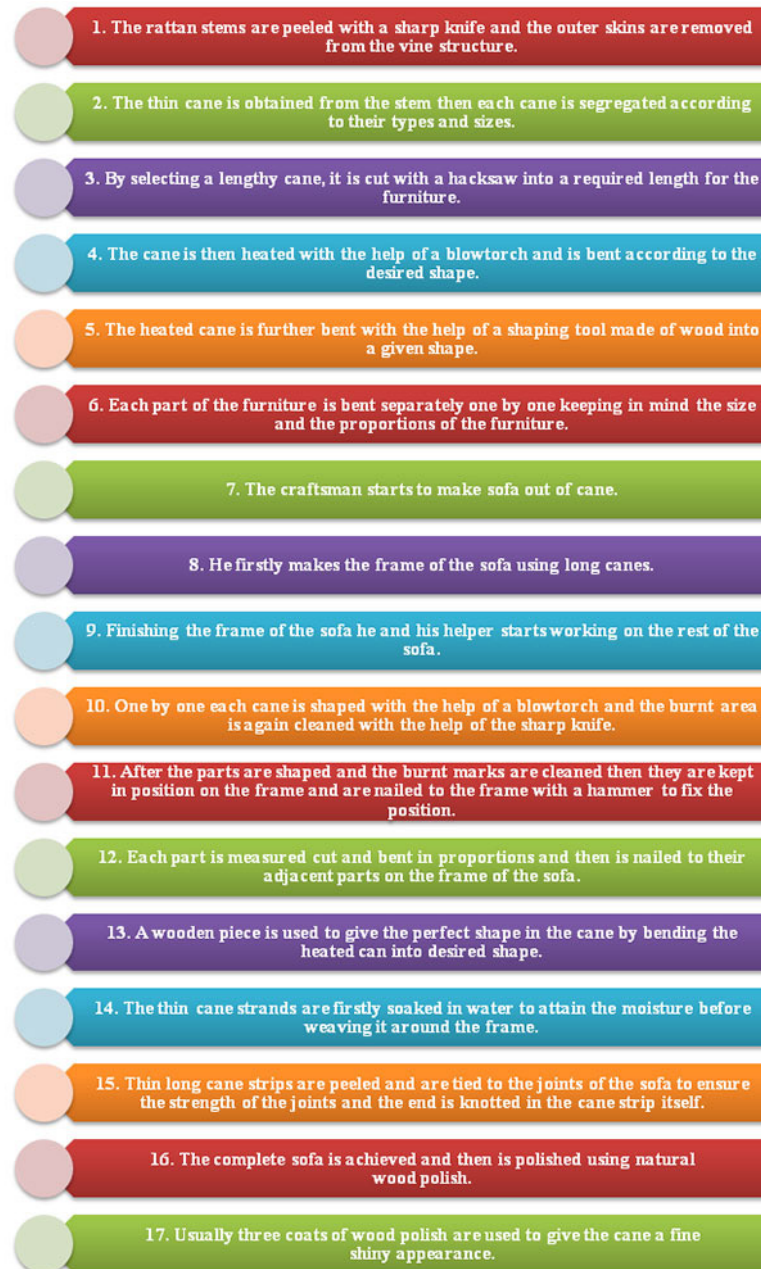 1. The rattan stems are peeled with a sharp knife and the outer skins are removed
from the vine structure.
2. The thin cane is obtained from the stem then each cane is segregated according
to their types and sizes.
3. By selecting a lengthy cane, it is cut with a hacksaw into a required length for the
furniture.
4. The cane is then heated with the help of a blowtorch and is bent according to the
desired shape.
5. The heated cane is further bent with the help of a shaping tool made of wood into
a given shape.
6. Each part of the furniture is bent separately one by one keeping in mind the size
and the proportions of the furniture.
7. The craftsman starts to make sofa out of cane.
8. He firstly makes the frame of the sofa using long canes.
9. Finishing the frame of the sofa he and his helper starts working on the rest of the
sofa.
10. One by one each cane is shaped with the help of a blowtorch and the burnt area
is again cleaned with the help of the sharp knife.
11. After the parts are shaped and the burnt marks are cleaned then they are kept
in position on the frame and are nailed to the frame with a hammer to fix the
position.
12. Each part is measured cut and bent in proportions and then is nailed to their
adjacent parts on the frame of the sofa.
13. A wooden piece is used to give the perfect shape in the cane by bending the
heated can into desired shape.
14. The thin cane strands are firstly soaked in water to attain the moisture before
weaving it around the frame.
15. Thin long cane strips are peeled and are tied to the joints of the sofa to ensure
the strength of the joints and the end is knotted in the cane strip itself.
16. The complete sofa is achieved and then is polished using natural
wood polish.
17. Usually three coats of wood polish are used to give the cane a fine
shiny appearance.